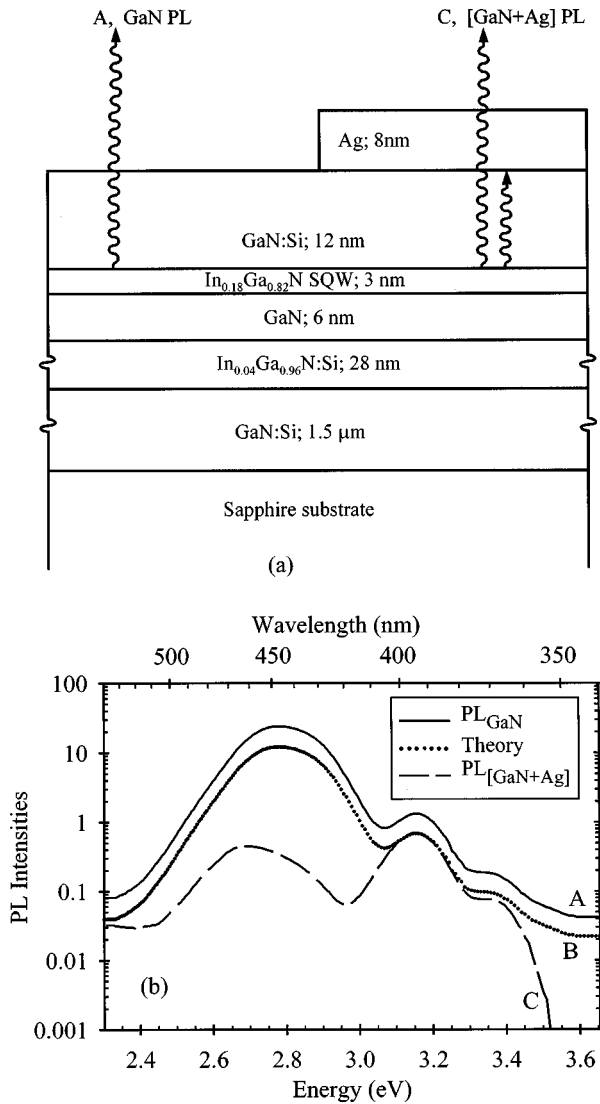 A, GaN PL
C, [GaN+Ag] PL
Ag; 8nm
GaN:Si; 12 nm
In0.18Ga0.82N SQW; 3 nm
GaN; 6 nm
In0.04Ga0.96N:Si; 28 nm
GaN:Si; 1.5 μm
Sapphire substrate
(a)
Wavelength (nm)
500 450 400 350
100
10
1
0.1
0.01
0.001
PL Intensities
PLGaN
Theory
PL[GaN+Ag]
A
B
C
(b)
2.4 2.6 2.8 3.0 3.2 3.4 3.6
Energy (eV)